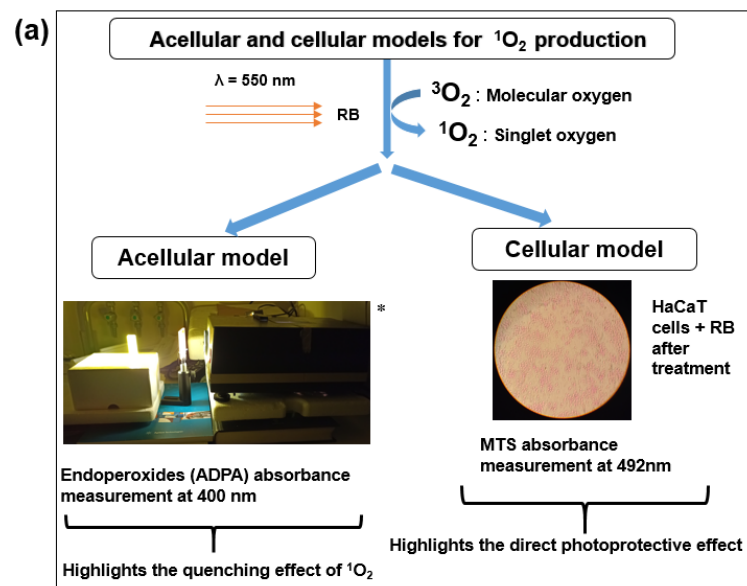 (a)
Acellular and cellular models for ¹O₂ production
λ = 550 nm
RB
³O₂ : Molecular oxygen
¹O₂ : Singlet oxygen
Acellular model
Cellular model
*
HaCaT
cells + RB
after
treatment
Endoperoxides (ADPA) absorbance
measurement at 400 nm
MTS absorbance
measurement at 492nm
Highlights the quenching effect of ¹O₂
Highlights the direct photoprotective effect